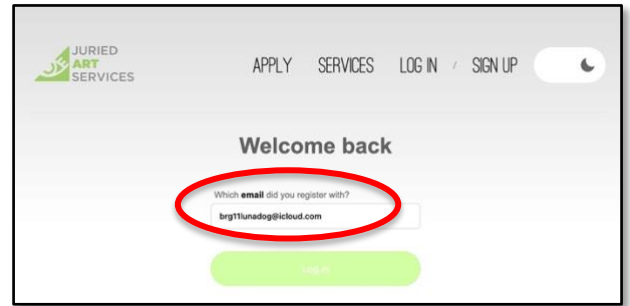 JURIED
ART
SERVICES
APPLY SERVICES LOG IN / SIGN UP
Welcome back
Which email did you register with?
brg11lunadog@icloud.com
Log in